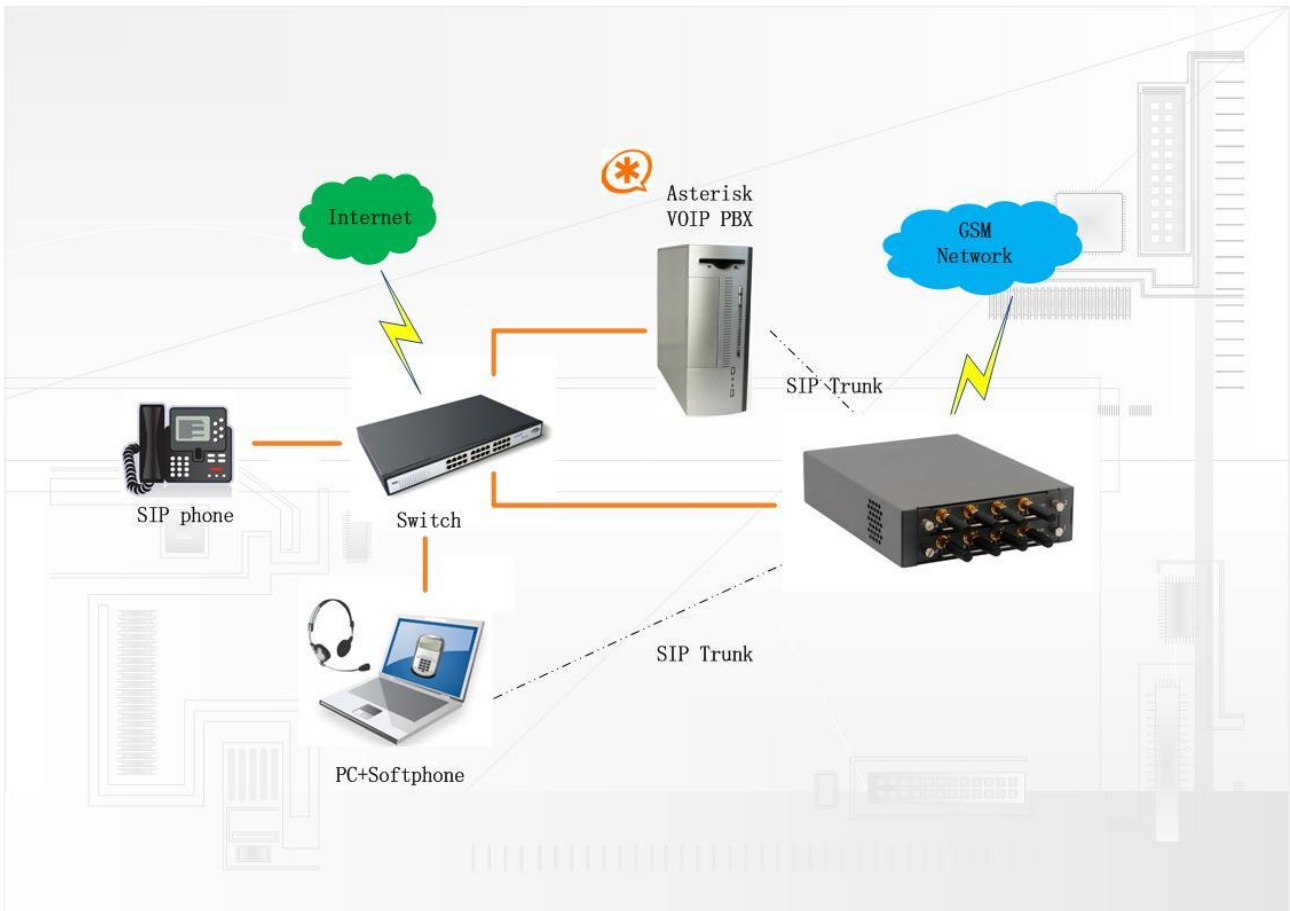 Internet
Asterisk
VOIP PBX
GSM
Network
SIP Trunk
SIP phone
Switch
SIP Trunk
PC+Softphone